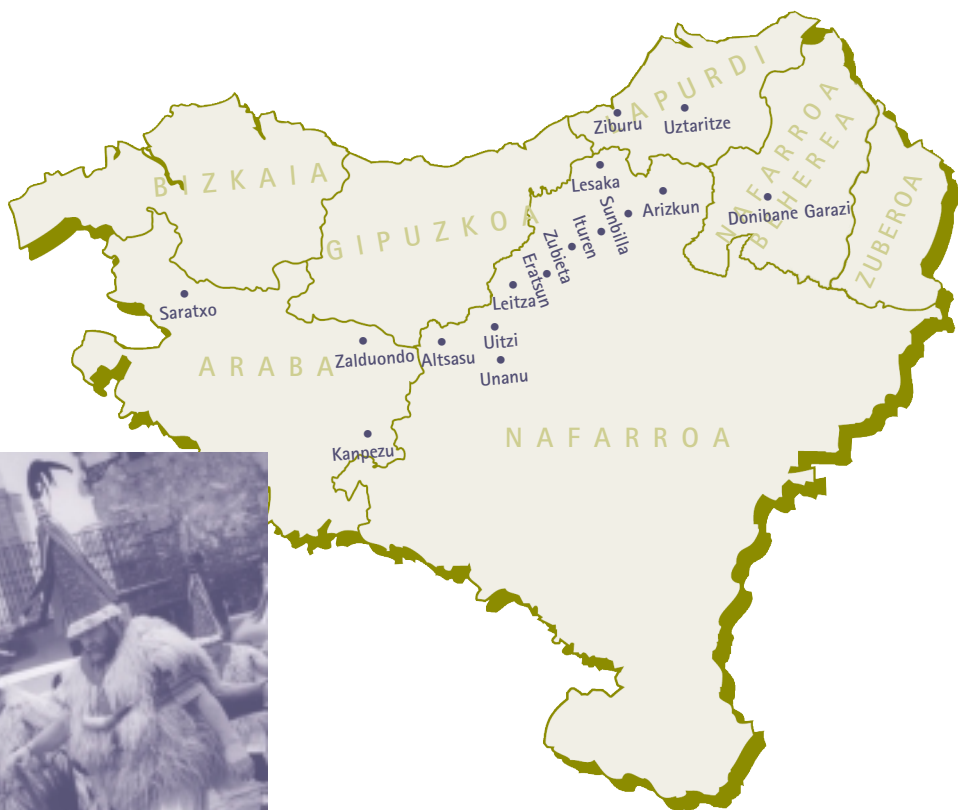 LAPURDI
Ziburu
Uztaritze
BIZKAIA
Lesaka
NAFARROA
BEHEREA
Arizkun
Donibane Garazi
GIPUZKOA
Sunbilla
Ituren
Zubieta
Eratsun
ZUBEROA
Leitza
Saratxo
Uitzi
ARABA
Zalduondo
Altsasu
Unanu
NAFARROA
Kanpezu